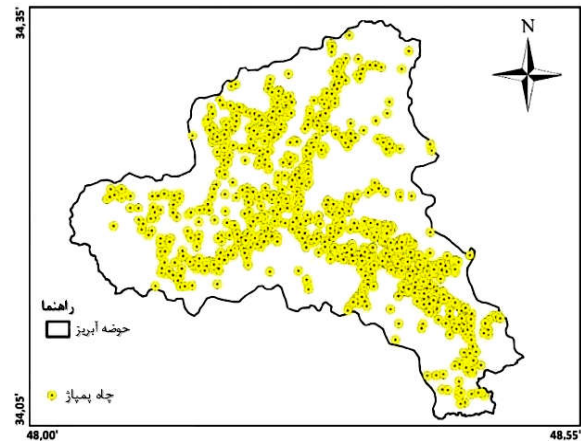 34,35'
N
راهنما
حوضه آبریز
چاه پمپاژ
34,05'
48,00'
48,55'